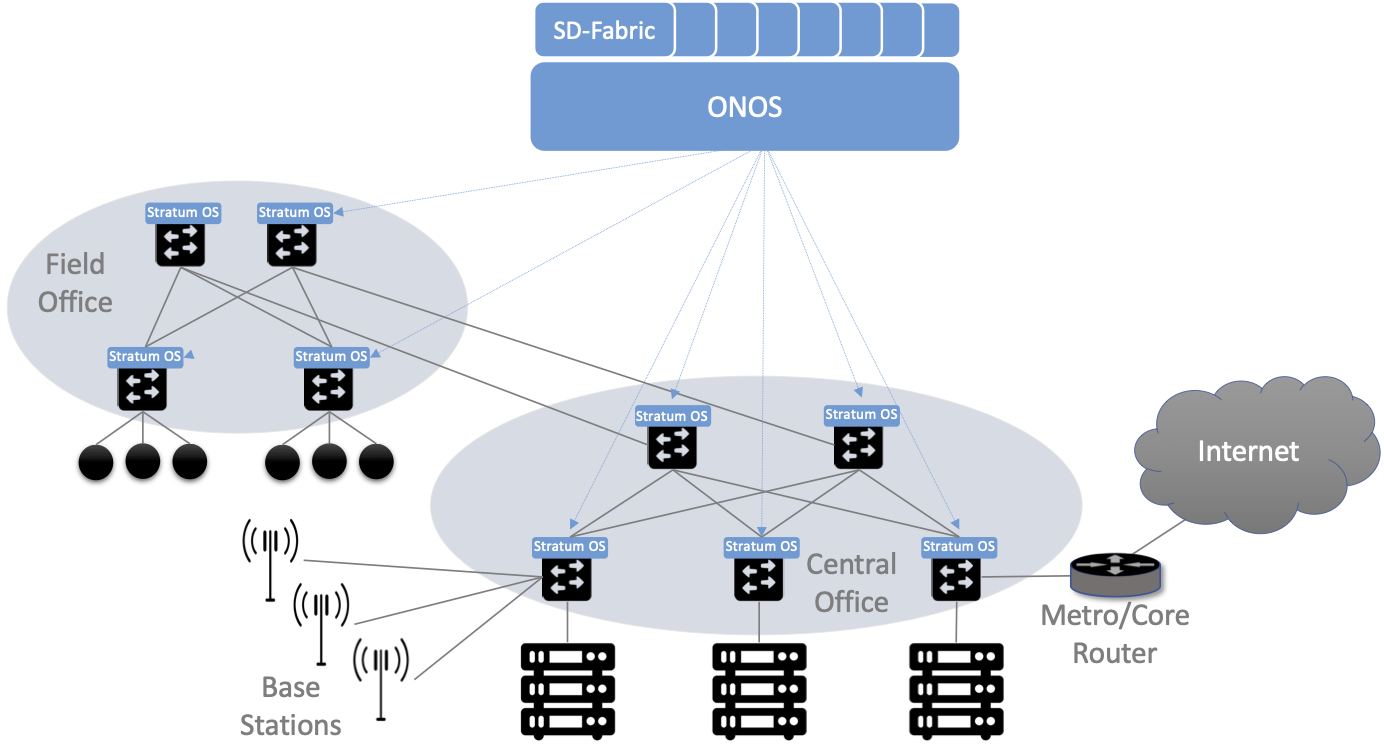 SD-Fabric
ONOS
Stratum OS
Stratum OS
Field
Office
Stratum OS
Stratum OS
Stratum OS
Stratum OS
Internet
Stratum OS
Stratum OS
Stratum OS
Central
Office
Metro/Core
Router
Base
Stations